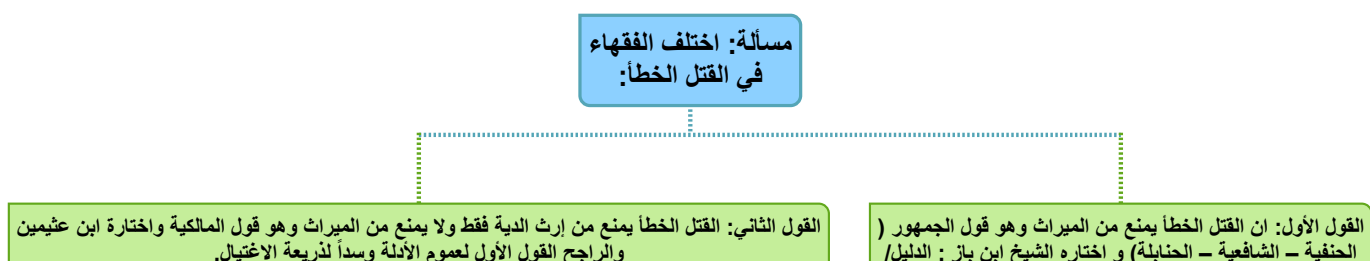 مسألة: اختلف الفقهاء
في القتل الخطأ:
القول الأول: ان القتل الخطأ يمنع من الميراث وهو قول الجمهور (
الحنفية – الشافعية – الحنابلة) و اختاره الشيخ ابن باز : الدليل/
القول الثاني: القتل الخطأ يمنع من إرث الدية فقط ولا يمنع من الميراث وهو قول المالكية واختارة ابن عثيمين
والراجح القول الأول لعموم الأدلة وسداً لذريعة الاغتيال.